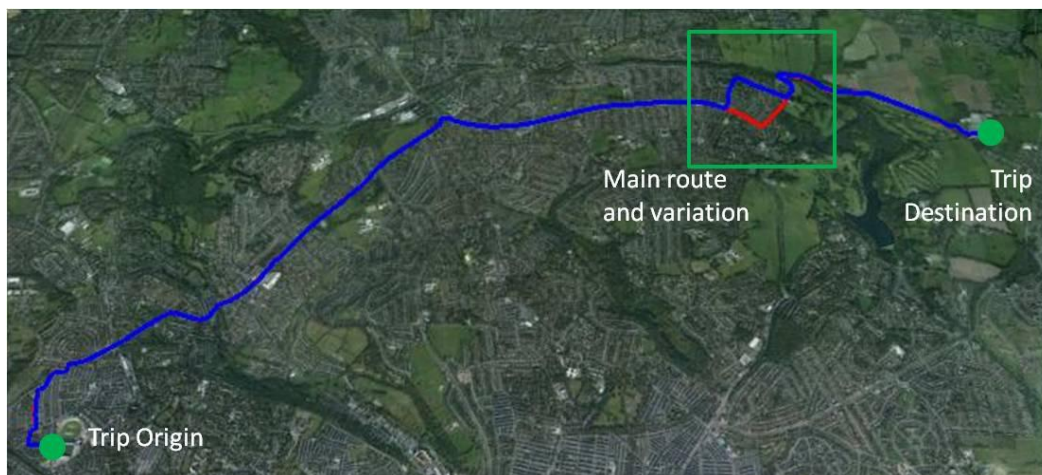 Main route
and variation
Trip
Destination
Trip Origin